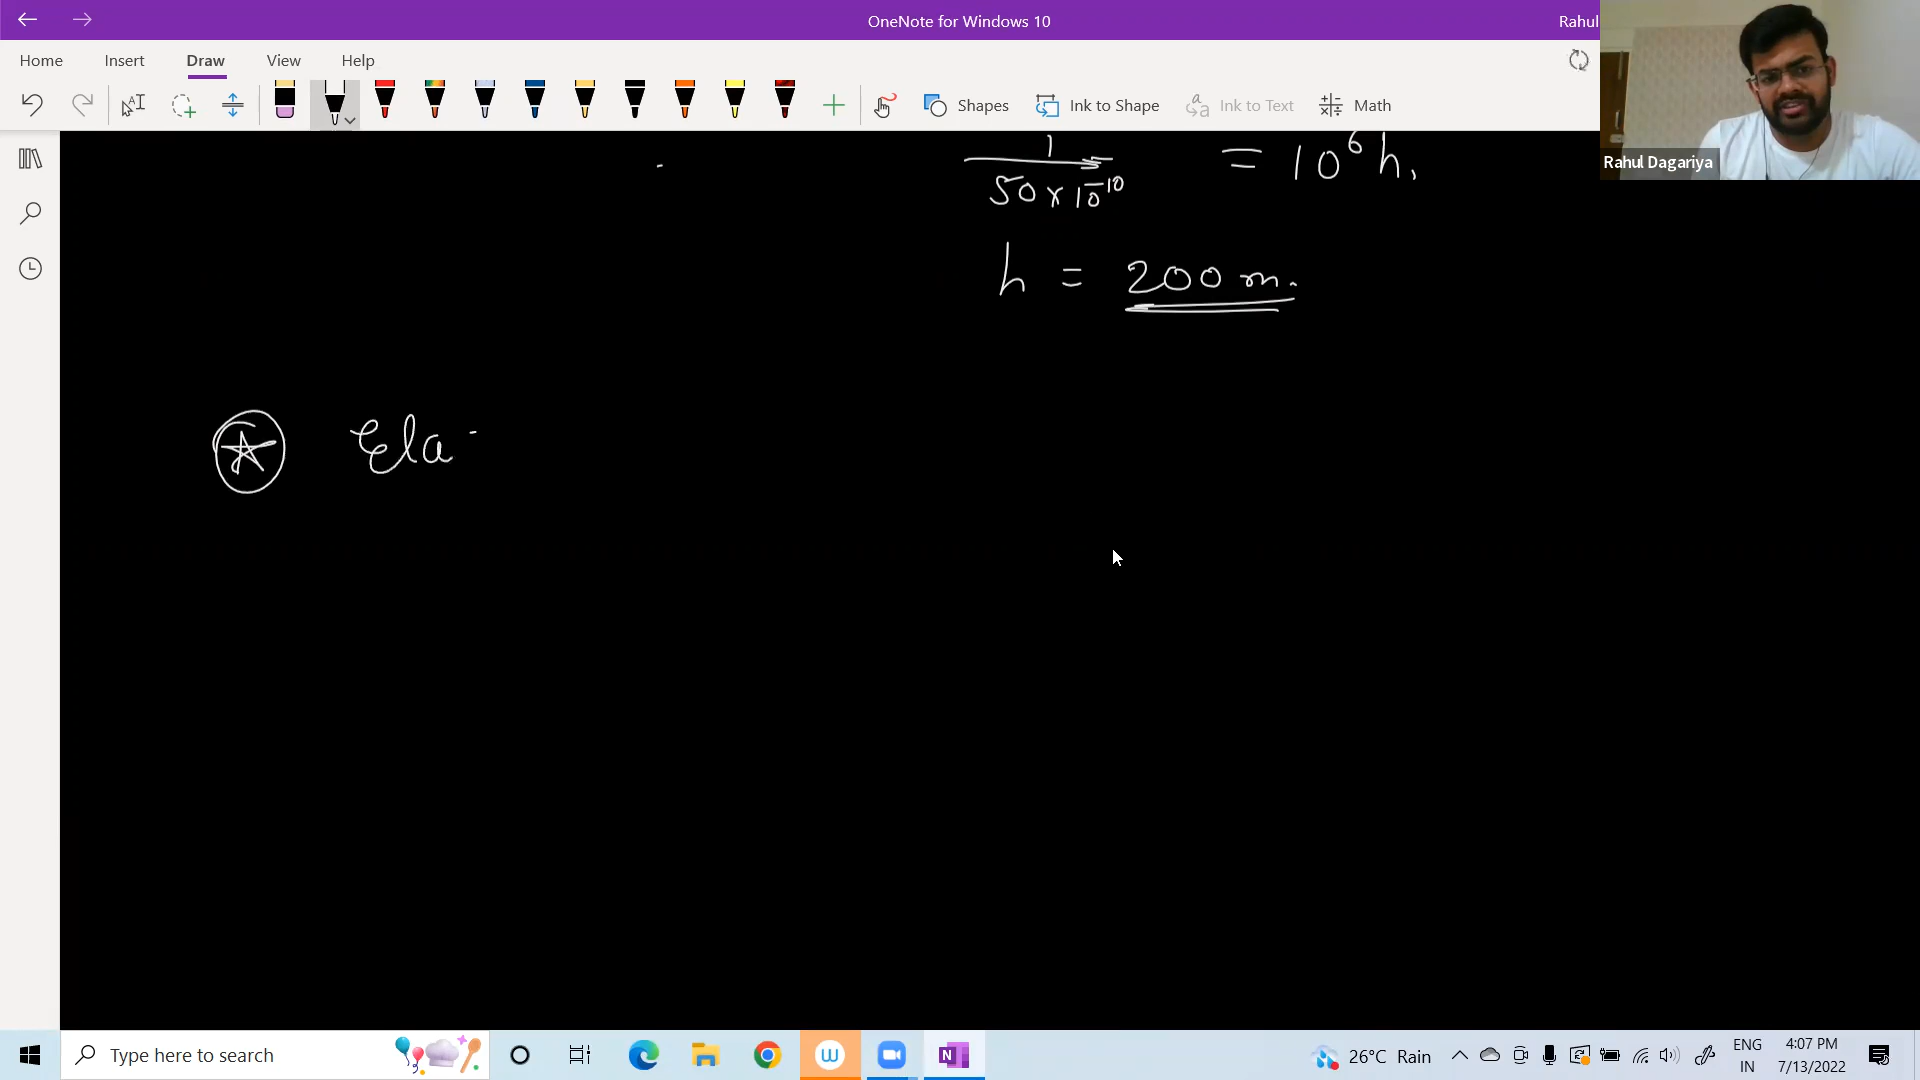 OneNote for Windows 10
Rahul
Home Insert Draw View Help
Shapes Ink to Shape Ink to Text Math
Rahul Dagariya
1
50 × 10⁻¹⁰ = 10⁶ h.
h = 200 m.
Ela
Type here to search
26°C Rain
ENG
IN
4:07 PM
7/13/2022